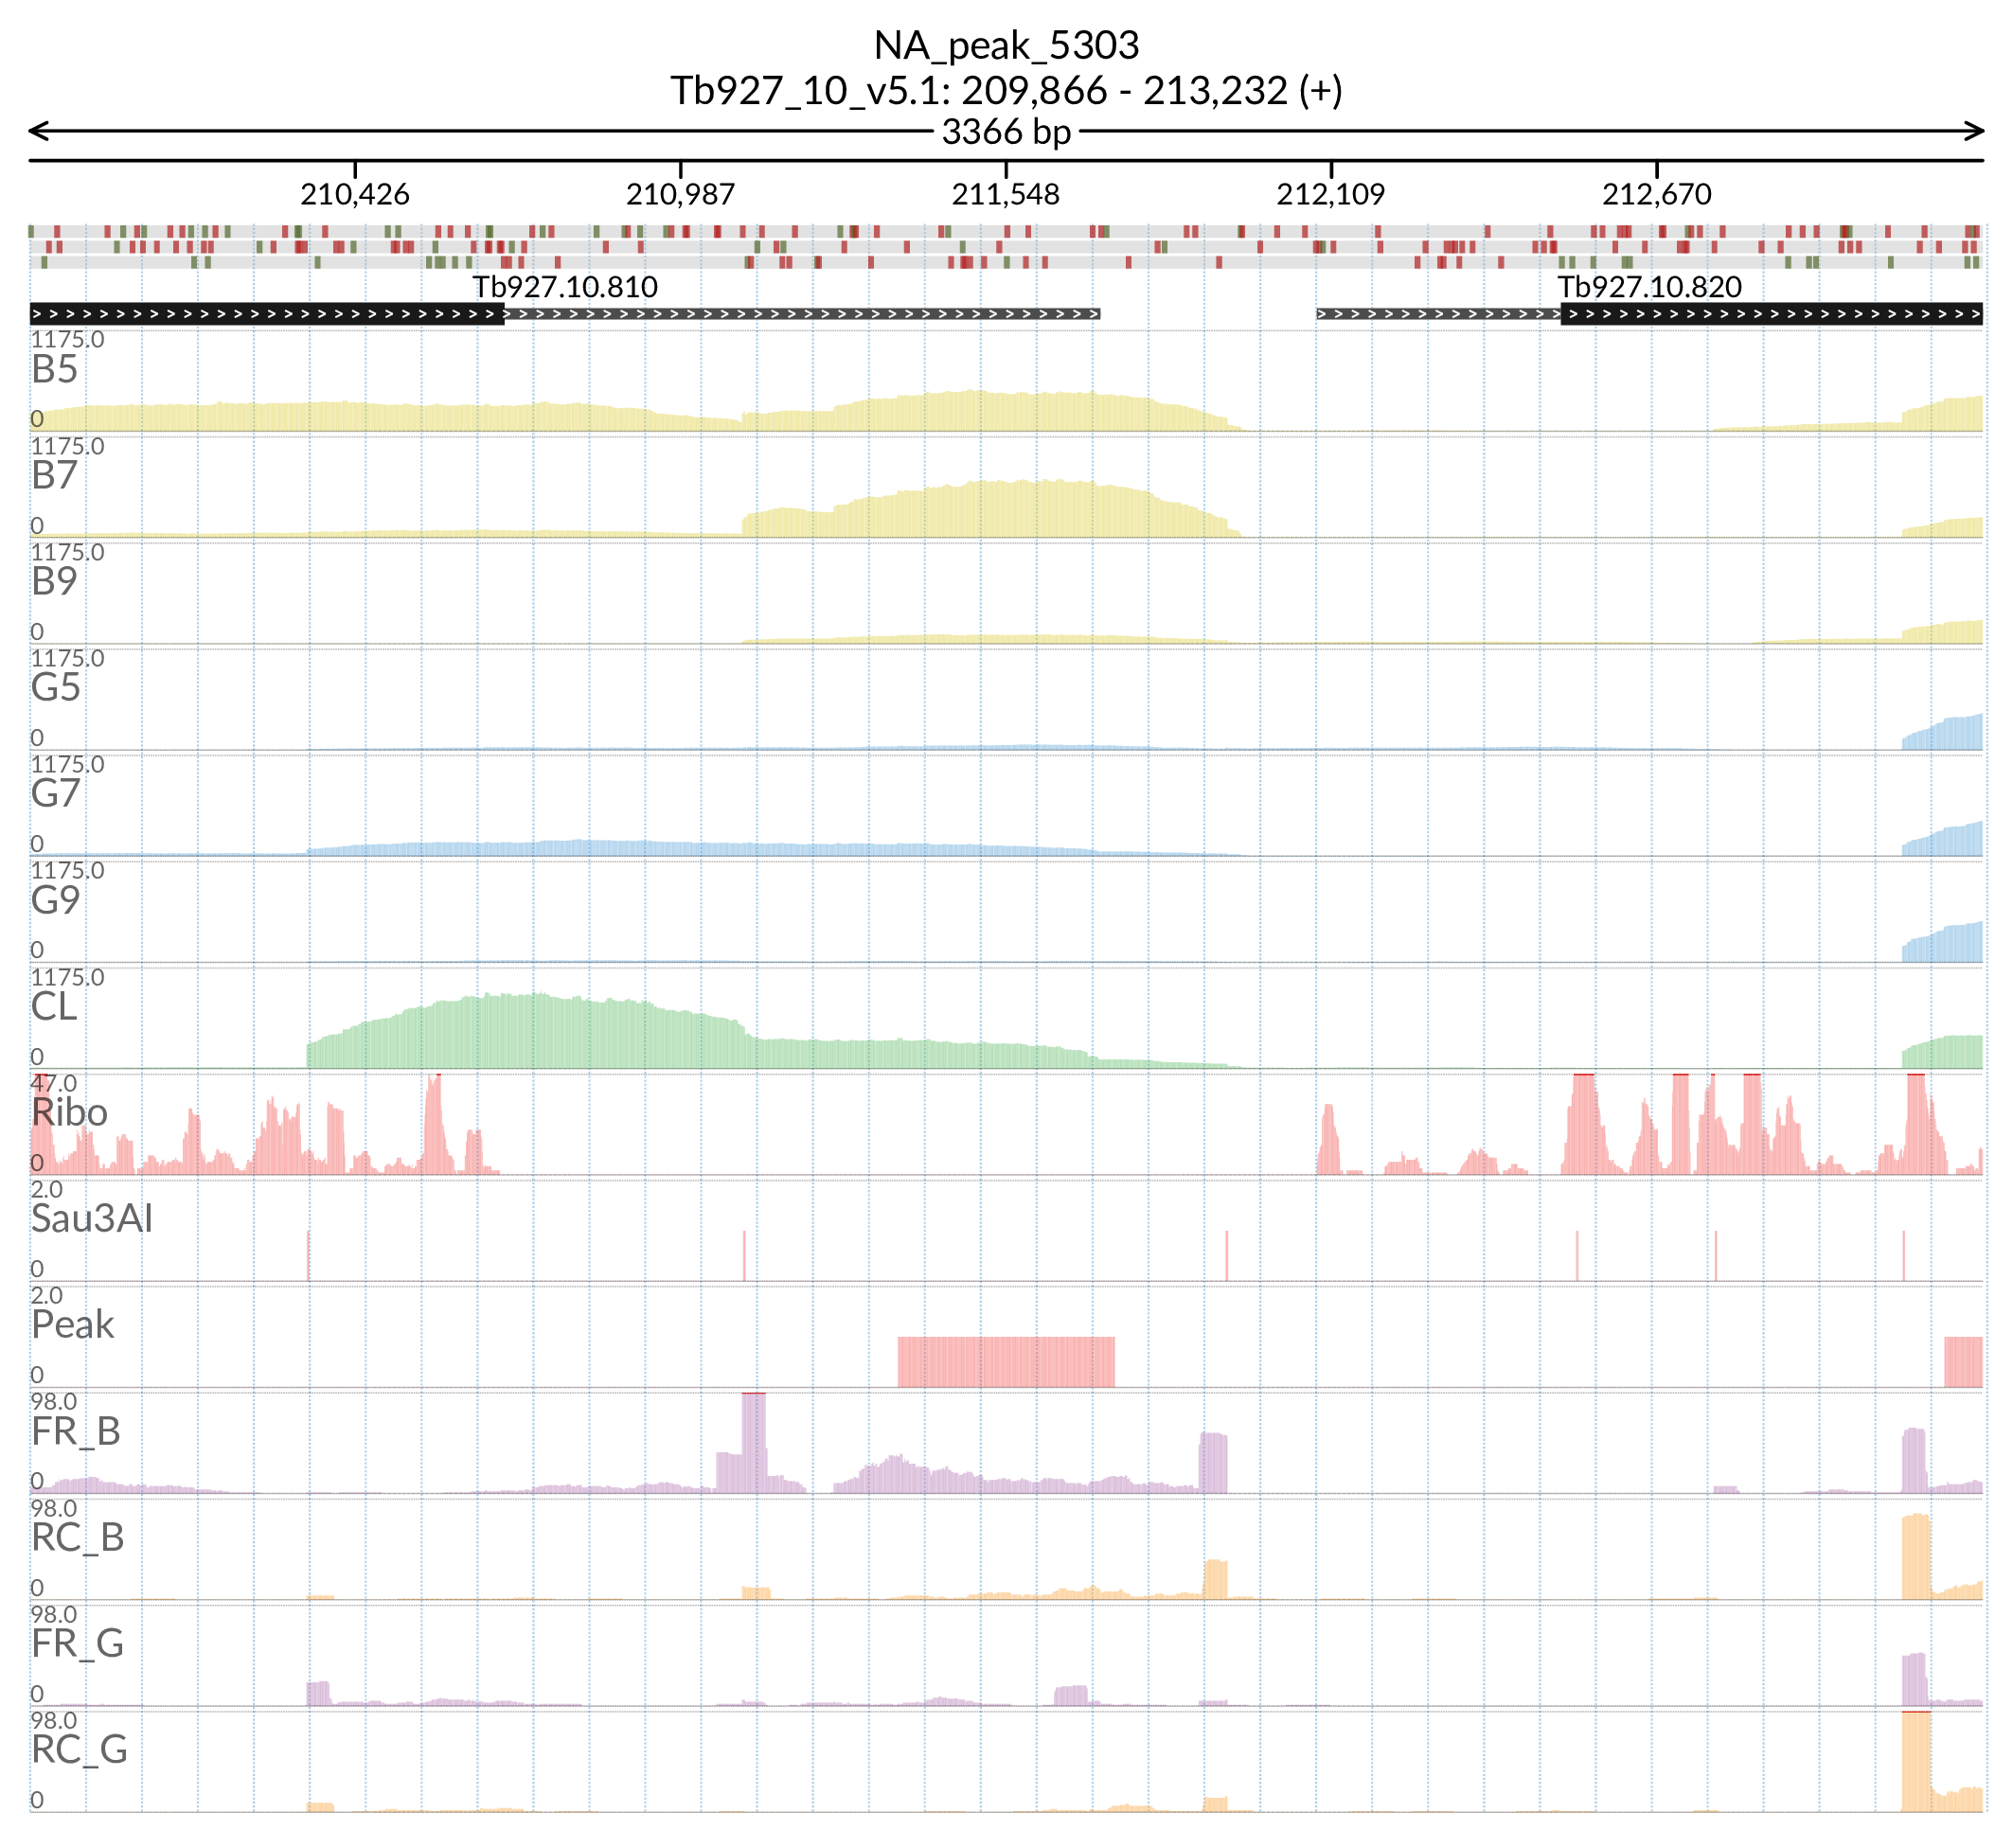 NA_peak_5303
Tb927_10_v5.1: 209,866 - 213,232 (+)
3366 bp
210,426 210,987 211,548 212,109 212,670
Tb927.10.810 Tb927.10.820
1175.0
B5
0
1175.0
B7
0
1175.0
B9
0
1175.0
G5
0
1175.0
G7
0
1175.0
G9
0
1175.0
CL
0
47.0
Ribo
0
2.0
Sau3AI
0
2.0
Peak
0
98.0
FR_B
0
98.0
RC_B
0
98.0
FR_G
0
98.0
RC_G
0